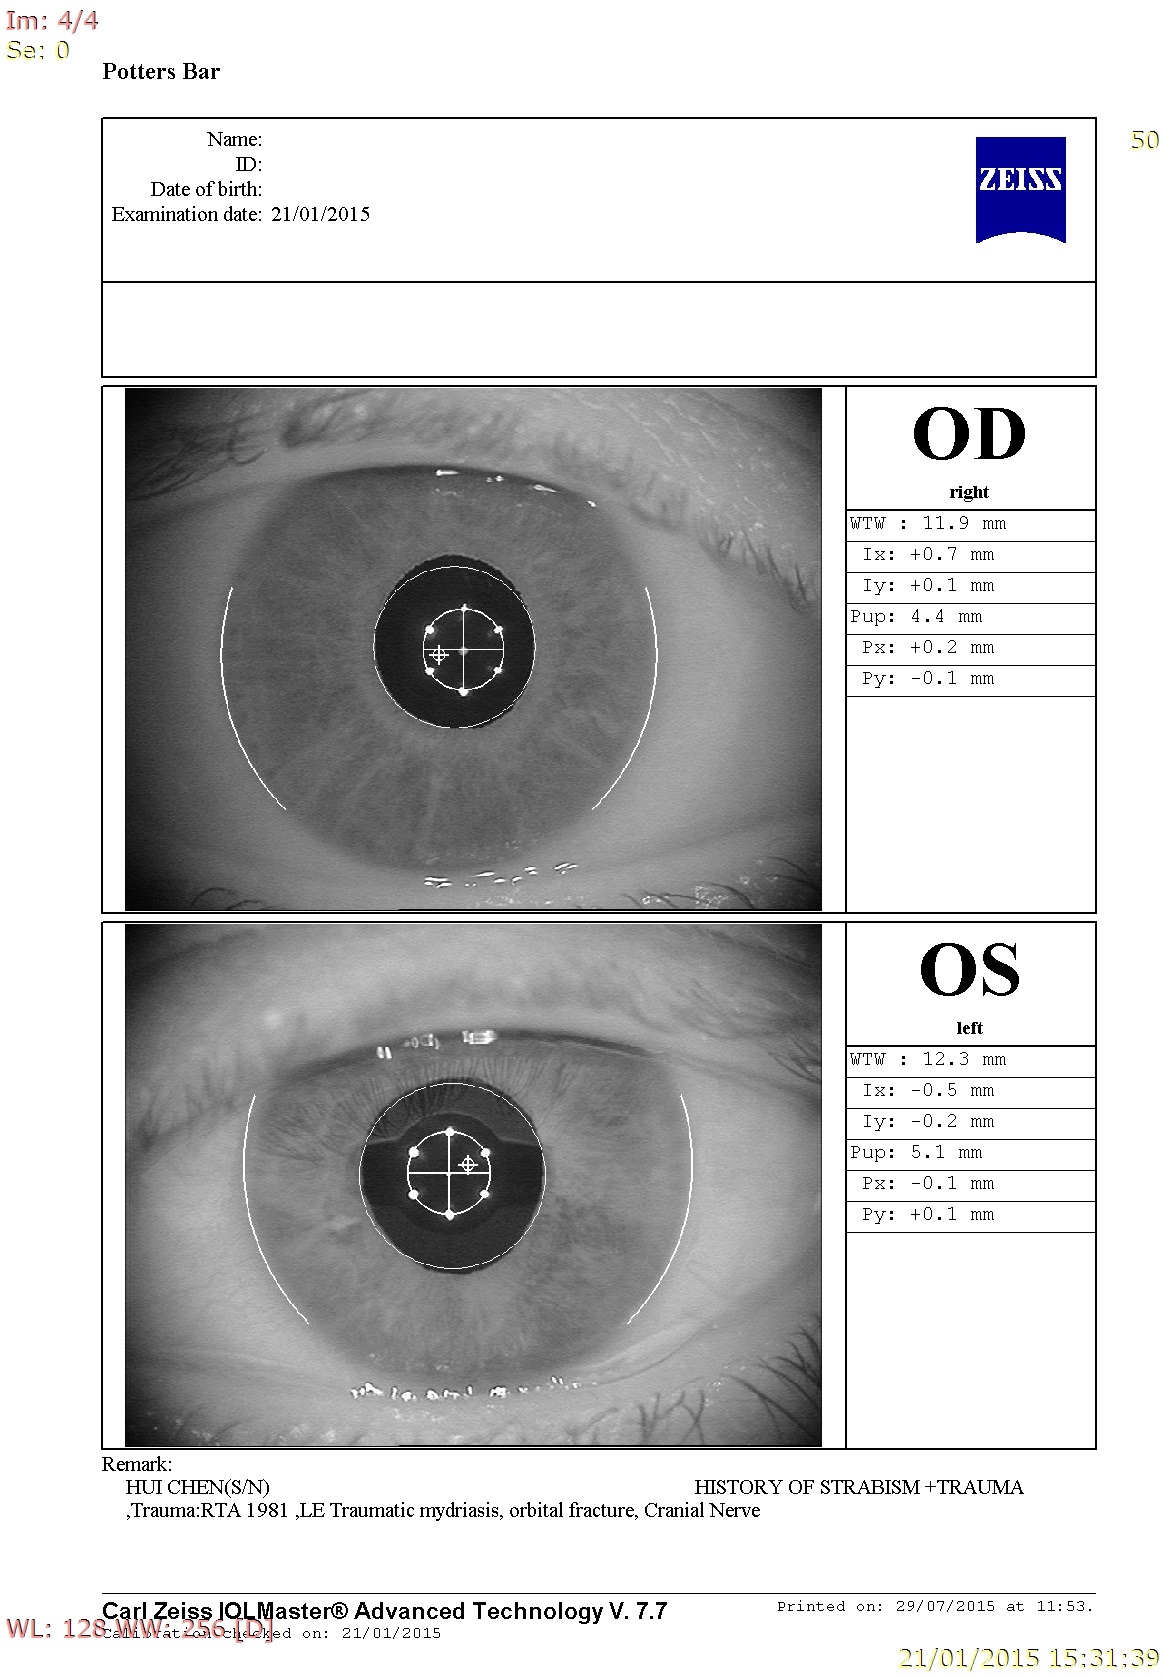 Im: 4/4
Se: 0
Potters Bar
50
Name:
ID:
Date of birth:
Examination date: 21/01/2015
ZEISS
OD
right
WTW : 11.9 mm
Ix: +0.7 mm
Iy: +0.1 mm
Pup: 4.4 mm
Px: +0.2 mm
Py: -0.1 mm
OS
left
WTW : 12.3 mm
Ix: -0.5 mm
Iy: -0.2 mm
Pup: 5.1 mm
Px: -0.1 mm
Py: +0.1 mm
Remark:
HUI CHEN(S/N) HISTORY OF STRABISM +TRAUMA
,Trauma:RTA 1981 ,LE Traumatic mydriasis, orbital fracture, Cranial Nerve
Carl Zeiss IOLMaster® Advanced Technology V. 7.7 Printed on: 29/07/2015 at 11:53.
WL: 128 WW: 256 [D]
Calibration checked on: 21/01/2015
21/01/2015 15:31:39